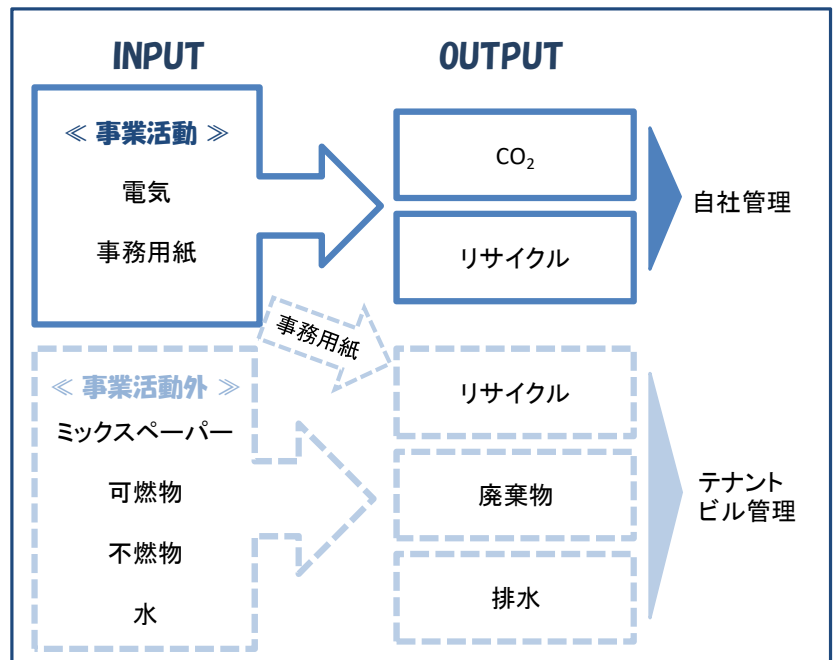 INPUT
OUTPUT
≪ 事業活動 ≫
電気
事務用紙
CO₂
リサイクル
自社管理
事務用紙
≪ 事業活動外 ≫
ミックスペーパー
可燃物
不燃物
水
リサイクル
廃棄物
排水
テナント
ビル管理